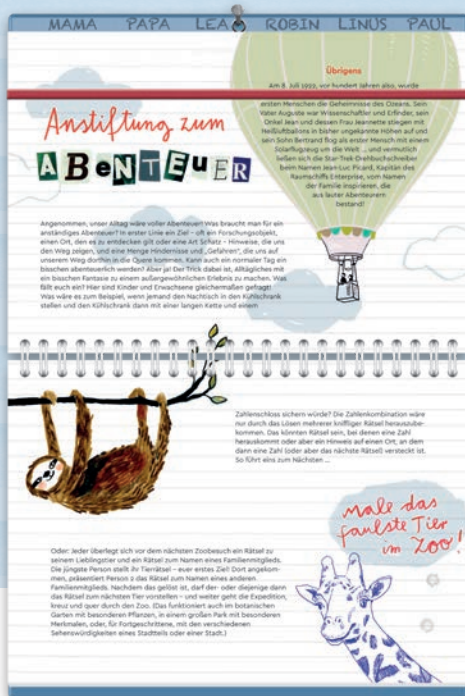 MAMA PAPA LEA ROBIN LINUS PAUL
Übrigens
Am 8. Juli 1922, vor hundert Jahren also, wurde
ersten Menschen die Geheimnisse des Ozeans. Sein
Vater Auguste war Wissenschaftler und Erfinder, sein
Onkel Jean und dessen Frau Jeannette stiegen mit
Heißluftballons in bisher ungekannte Höhen auf und
sein Sohn Bertrand flog als erster Mensch mit einem
Solarflugzeug um die Welt ... und vermutlich
ließen sich die Star-Trek-Drehbuchschreiber
beim Namen Jean-Luc Picard, Kapitän des
Raumschiffs Enterprise, vom Namen
der Familie inspirieren, die
aus lauter Abenteurern
bestand!
Anstiftung zum
ABENTEUER
Angenommen, unser Alltag wäre voller Abenteuer! Was braucht man für ein
anständiges Abenteuer? In erster Linie ein Ziel – oft ein Forschungsobjekt,
einen Ort, den es zu entdecken gilt oder eine Art Schatz – Hinweise, die uns
den Weg zeigen, und eine Menge Hindernisse und „Gefahren“, die uns auf
unserem Weg dorthin in die Quere kommen. Kann auch ein normaler Tag ein
bisschen abenteuerlich werden? Aber ja! Der Trick dabei ist, Alltägliches mit
ein bisschen Fantasie zu einem außergewöhnlichen Erlebnis zu machen. Was
fällt euch ein? Hier sind Kinder und Erwachsene gleichermaßen gefragt!
Was wäre es zum Beispiel, wenn jemand den Nachtisch in den Kühlschrank
stellen und den Kühlschrank dann mit einer langen Kette und einem
Zahlenschloss sichern würde? Die Zahlenkombination wäre
nur durch das Lösen mehrerer kniffliger Rätsel herauszube-
kommen. Das könnten Rätsel sein, bei denen eine Zahl
herauskommt oder aber ein Hinweis auf einen Ort, an dem
dann eine Zahl (oder aber das nächste Rätsel) versteckt ist.
So führt eins zum Nächsten ...
male das
faulste Tier
im Zoo!
Oder: Jeder überlegt sich vor dem nächsten Zoobesuch ein Rätsel zu
seinem Lieblingstier und ein Rätsel zum Namen eines Familienmitglieds.
Die jüngste Person stellt ihr Tierrätsel – euer erstes Ziel! Dort angekom-
men, präsentiert Person 2 das Rätsel zum Namen eines anderen
Familienmitglieds. Nachdem das gelöst ist, darf der- oder diejenige dann
das Rätsel zum nächsten Tier vorstellen – und weiter geht die Expedition,
kreuz und quer durch den Zoo. (Das funktioniert auch im botanischen
Garten mit besonderen Pflanzen, in einem großen Park mit besonderen
Merkmalen, oder, für Fortgeschrittene, mit den verschiedenen
Sehenswürdigkeiten eines Stadtteils oder einer Stadt.)